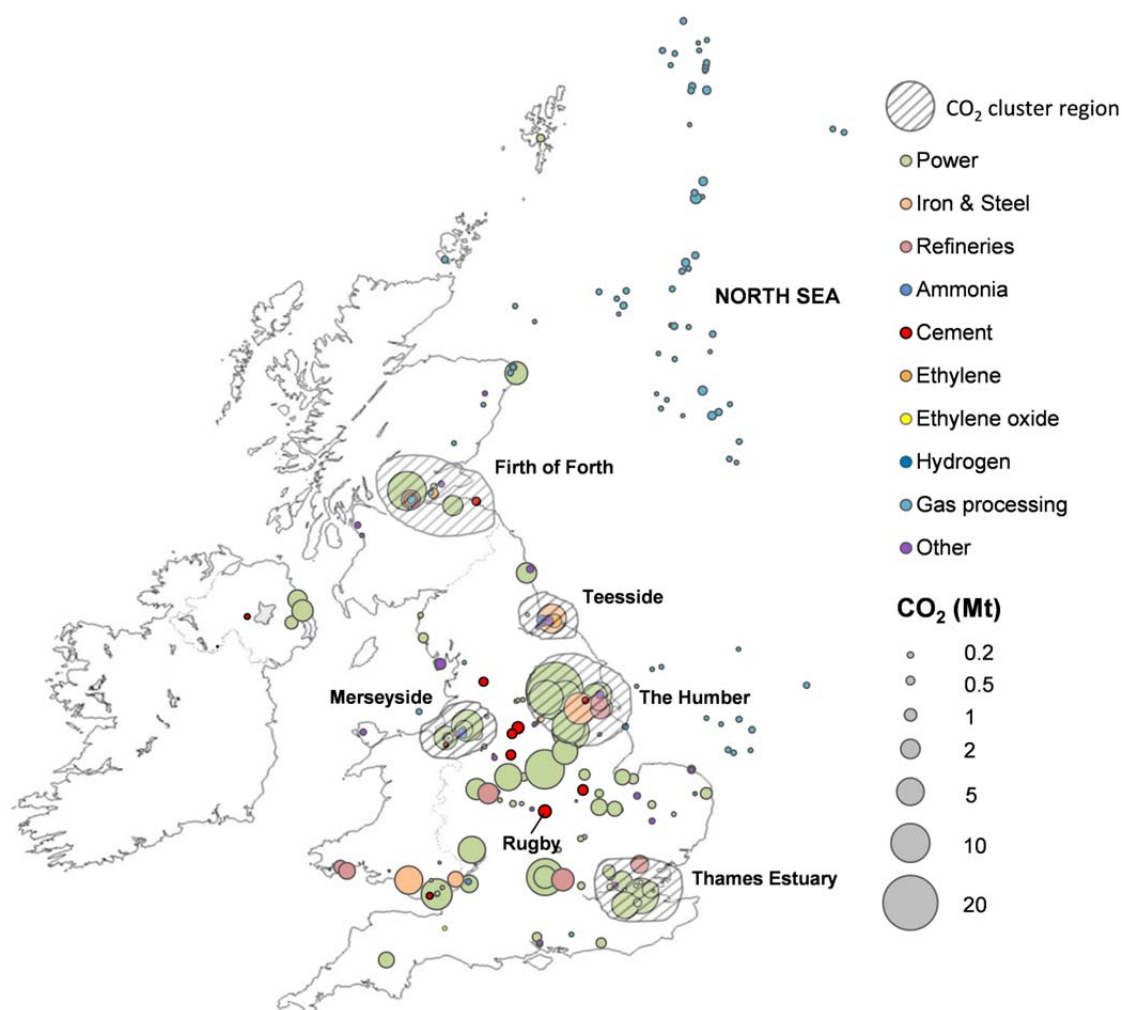 CO₂ cluster region
Power
Iron & Steel
Refineries
NORTH SEA
Ammonia
Cement
Ethylene
Ethylene oxide
Hydrogen
Firth of Forth
Gas processing
Other
Teesside
CO₂ (Mt)
0.2
0.5
Merseyside
The Humber
1
2
5
Rugby
10
Thames Estuary
20